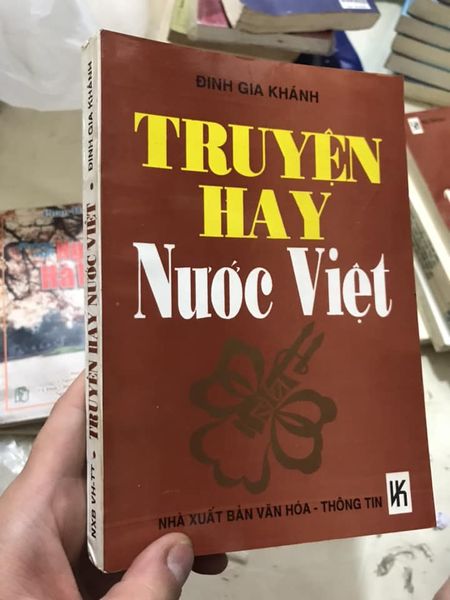 ĐINH GIA KHÁNH
TRUYỆN
HAY
Nước Việt
NHÀ XUẤT BẢN VĂN HÓA - THÔNG TIN
NXB VH-TT • TRUYỆN HAY NƯỚC VIỆT • ĐINH GIA KHÁNH